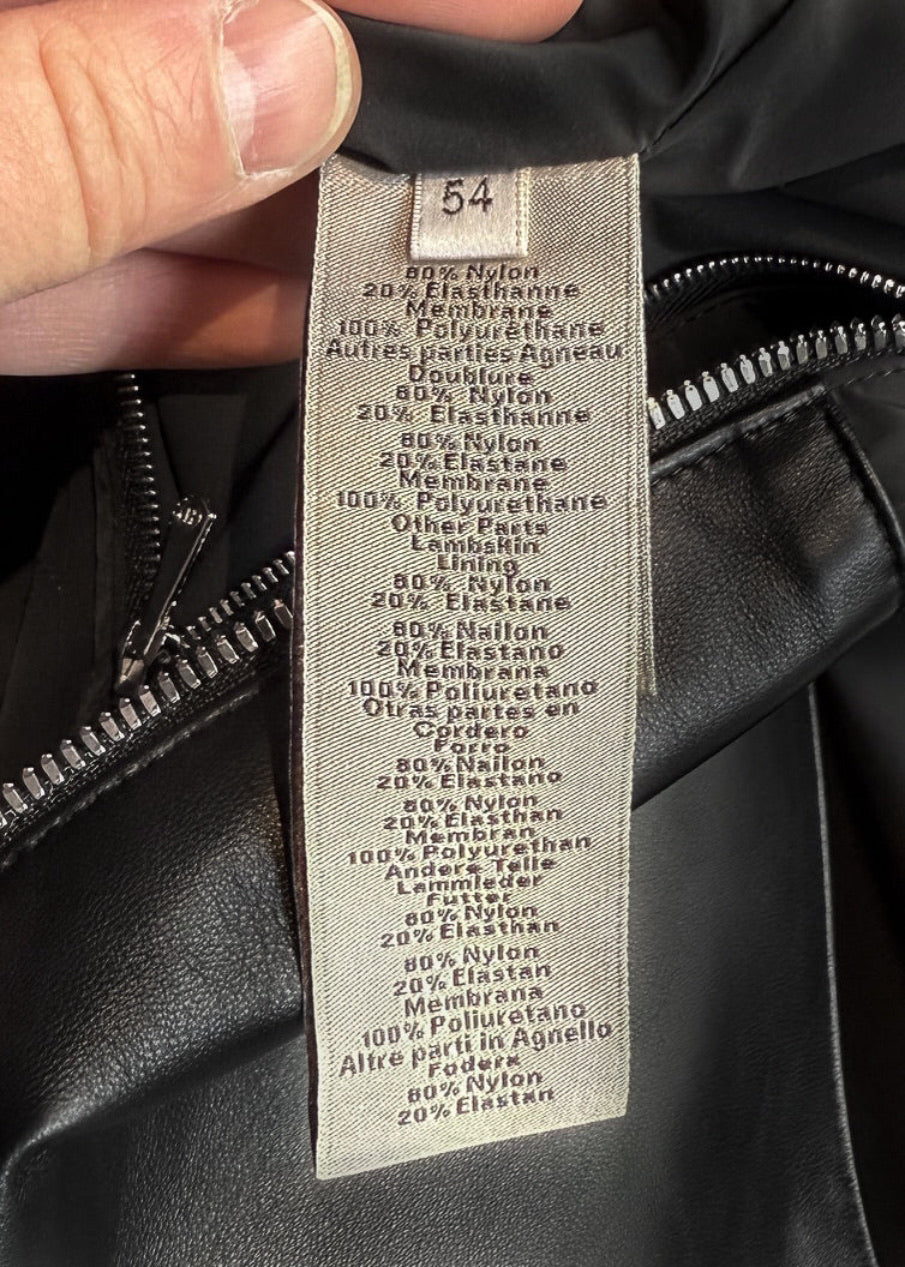 54
80% Nylon
20% Elasthanne
Membrane
100% Polyuréthane
Autres parties Agneau
Doublure
80% Nylon
20% Elasthanne
80% Nylon
20% Elastane
Membrane
100% Polyurethane
Other Parts
Lambskin
Lining
80% Nylon
20% Elastane
80% Nailon
20% Elastano
Membrana
100% Poliuretano
Otras partes en
Cordero
Forro
80% Nailon
20% Elastano
80% Nylon
20% Elasthan
Membran
100% Polyurethan
Andere Teile
Lammleder
Futter
80% Nylon
20% Elasthan
80% Nylon
20% Elastan
Membrana
100% Poliuretano
Altre parti in Agnello
Fodera
80% Nylon
20% Elastan